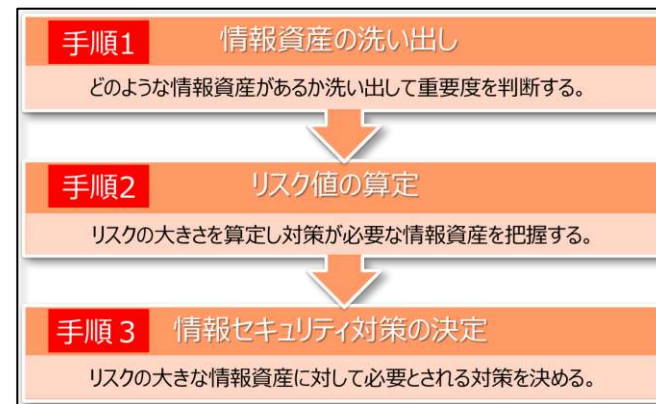 手順1 情報資産の洗い出し
どのような情報資産があるか洗い出して重要度を判断する。
手順2 リスク値の算定
リスクの大きさを算定し対策が必要な情報資産を把握する。
手順３ 情報セキュリティ対策の決定
リスクの大きな情報資産に対して必要とされる対策を決める。